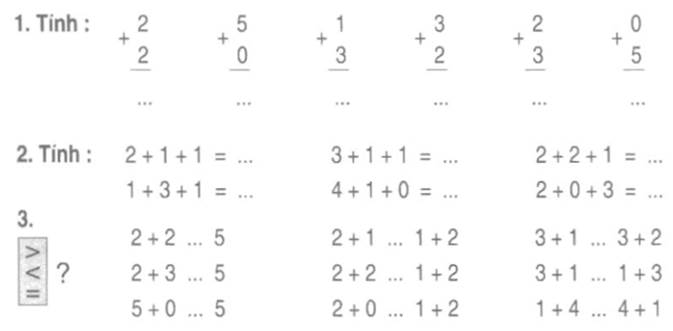 1. Tính :
+ 2 + 5 + 1 + 3 + 2 + 0
2 0 3 2 3 5
... ... ... ... ... ...
2. Tính : 2 + 1 + 1 = ... 3 + 1 + 1 = ... 2 + 2 + 1 = ...
1 + 3 + 1 = ... 4 + 1 + 0 = ... 2 + 0 + 3 = ...
3.
> < = ?
2 + 2 ... 5 2 + 1 ... 1 + 2 3 + 1 ... 3 + 2
2 + 3 ... 5 2 + 2 ... 1 + 2 3 + 1 ... 1 + 3
5 + 0 ... 5 2 + 0 ... 1 + 2 1 + 4 ... 4 + 1